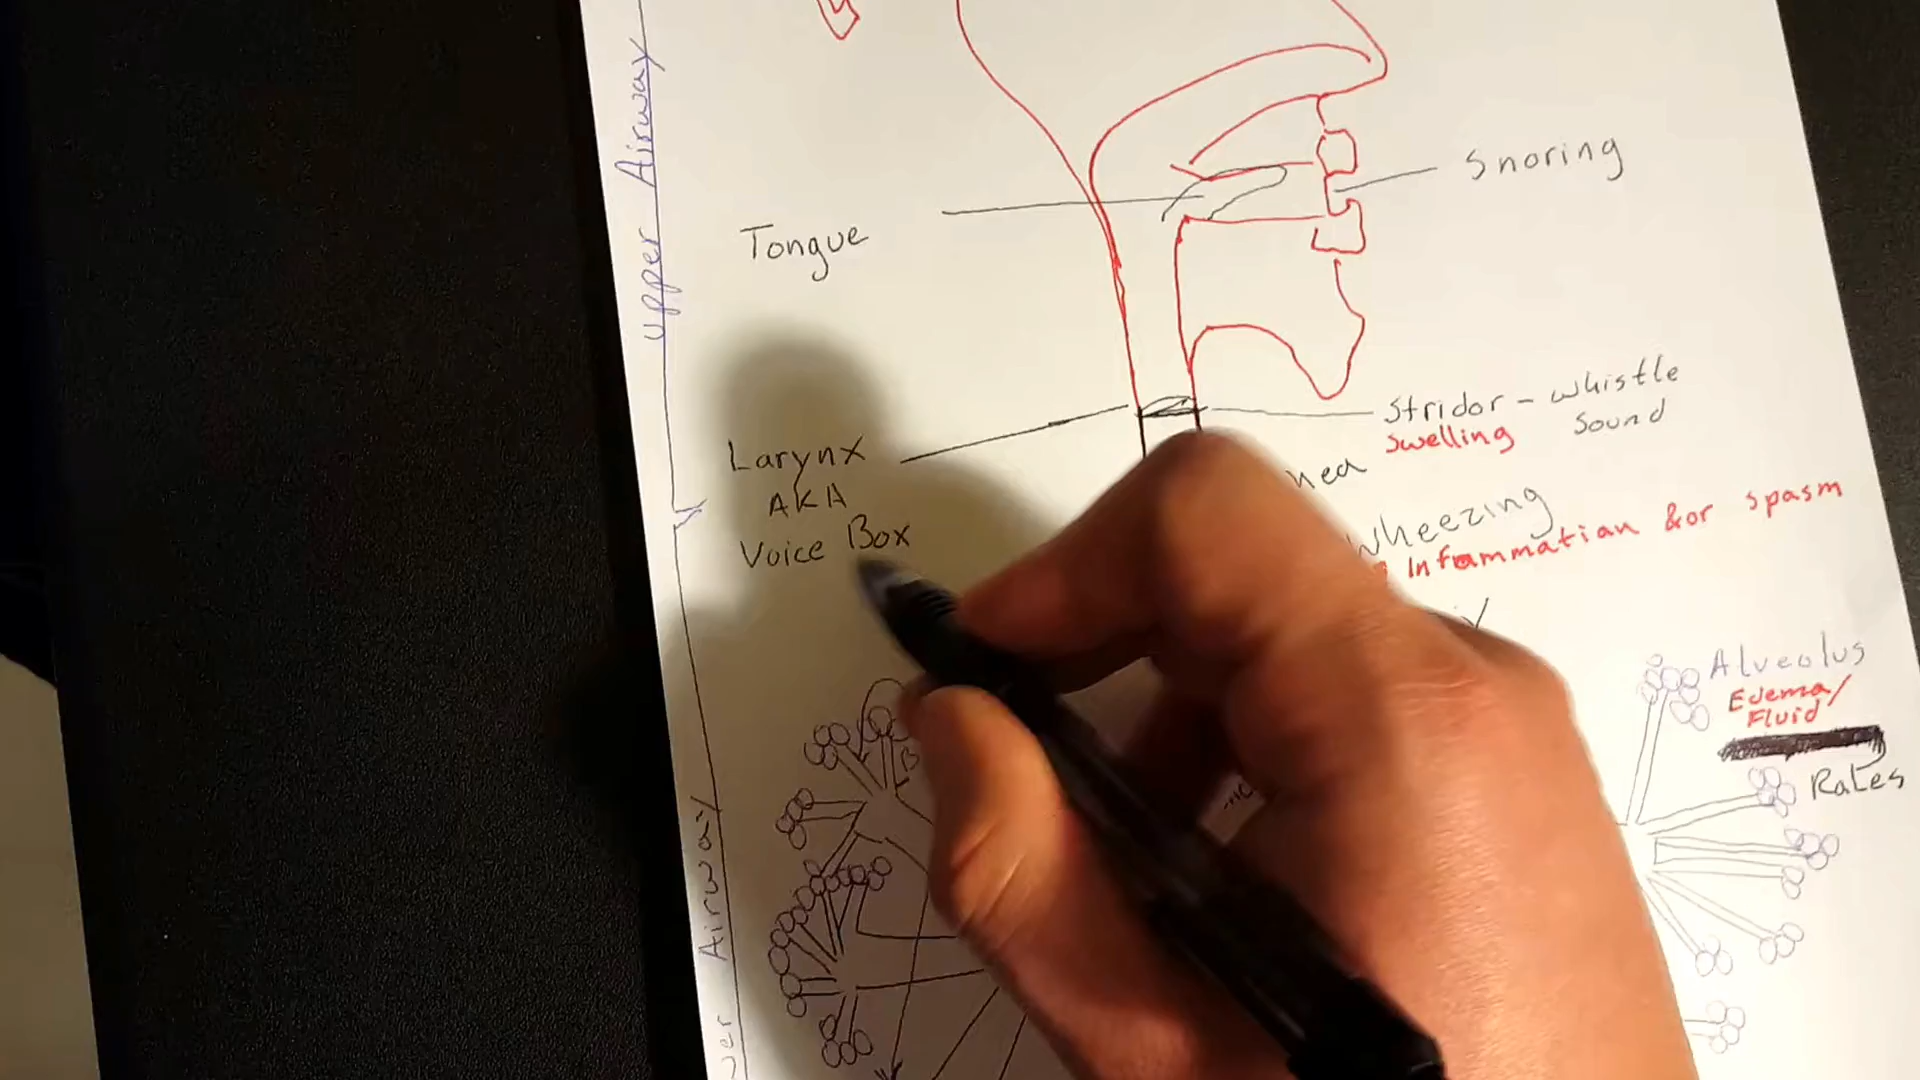 Upper Airway
Snoring
Tongue
Stridor - whistle
Sound
Swelling
Larynx
AKA
Voice Box
Wheezing
Infammatian &or spasm
Alveolus
Edema/
Fluid
Rales
Airway